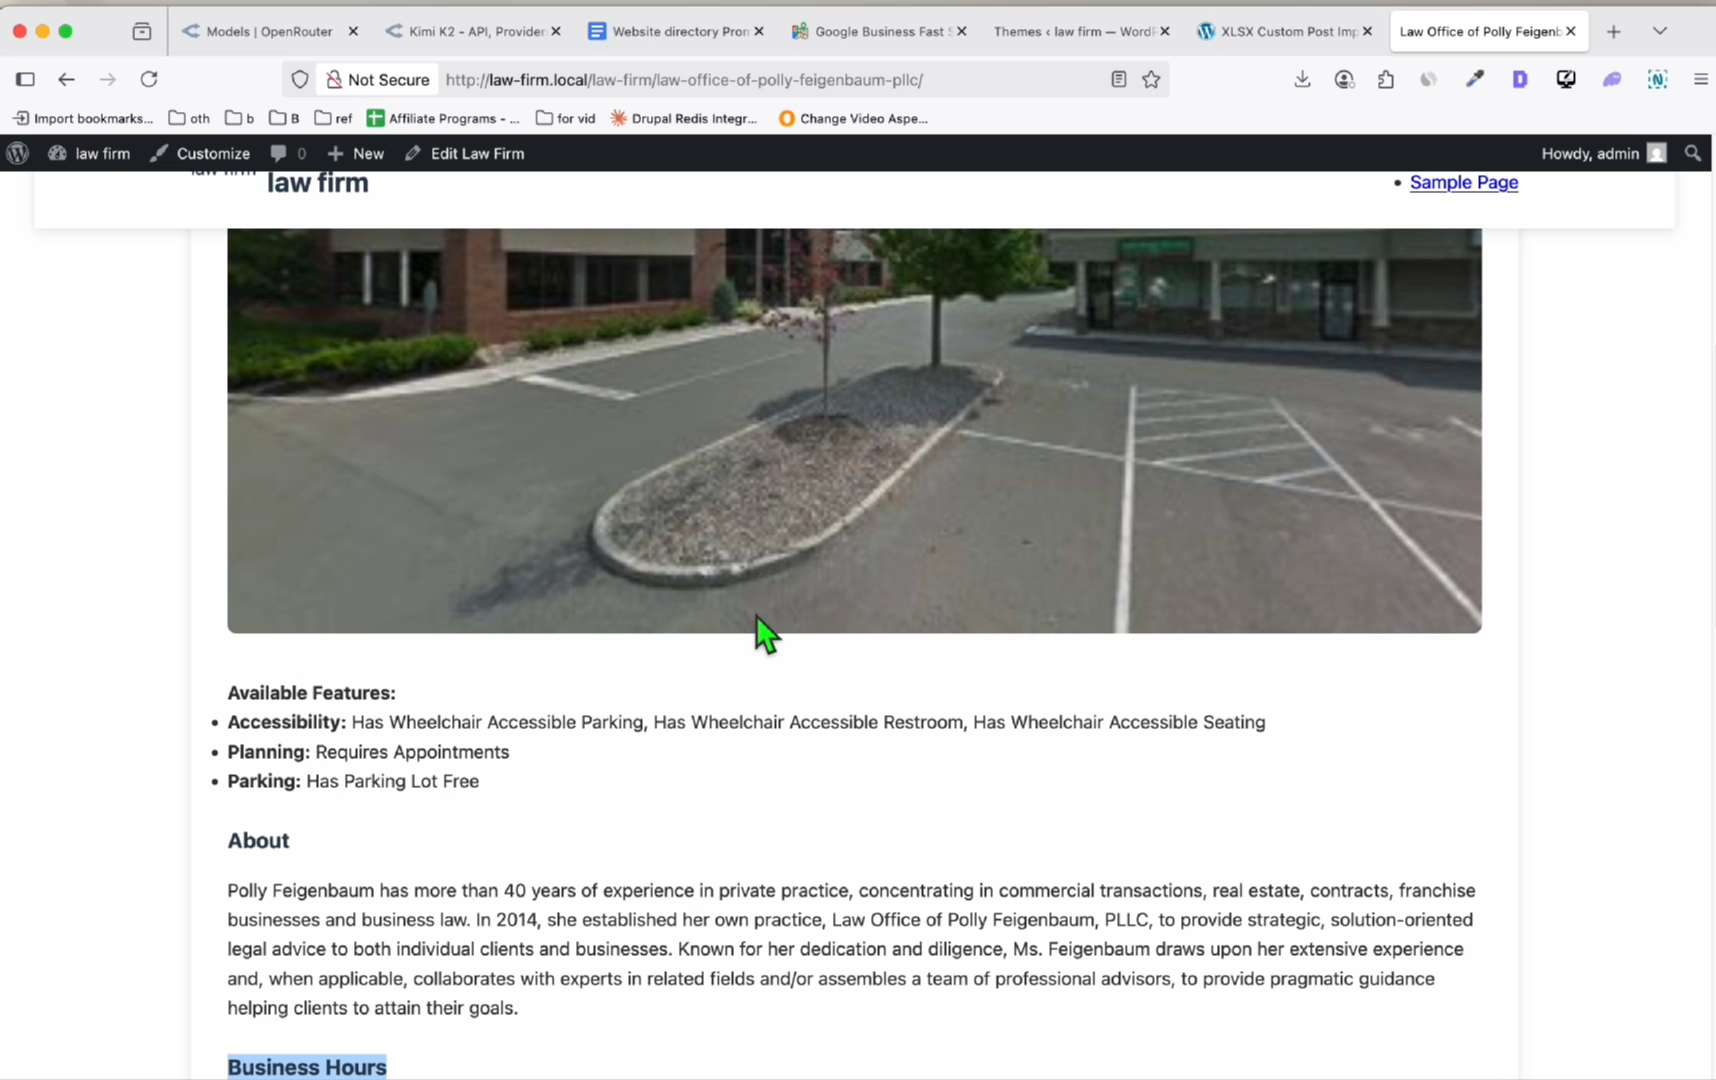 Models | OpenRouter
Kimi K2 - API, Provider
Website directory Pron
Google Business Fast S
Themes ‹ law firm — WordP
XLSX Custom Post Imp
Law Office of Polly Feigenb
Not Secure
http://law-firm.local/law-firm/law-office-of-polly-feigenbaum-pllc/
Import bookmarks...
oth
b
B
ref
Affiliate Programs - ...
for vid
Drupal Redis Integr...
Change Video Aspe...
law firm
0
New
Customize
Edit Law Firm
Howdy, admin
law firm
Sample Page
Available Features:
• Accessibility: Has Wheelchair Accessible Parking, Has Wheelchair Accessible Restroom, Has Wheelchair Accessible Seating
• Planning: Requires Appointments
• Parking: Has Parking Lot Free
About
Polly Feigenbaum has more than 40 years of experience in private practice, concentrating in commercial transactions, real estate, contracts, franchise
businesses and business law. In 2014, she established her own practice, Law Office of Polly Feigenbaum, PLLC, to provide strategic, solution-oriented
legal advice to both individual clients and businesses. Known for her dedication and diligence, Ms. Feigenbaum draws upon her extensive experience
and, when applicable, collaborates with experts in related fields and/or assembles a team of professional advisors, to provide pragmatic guidance
helping clients to attain their goals.
Business Hours